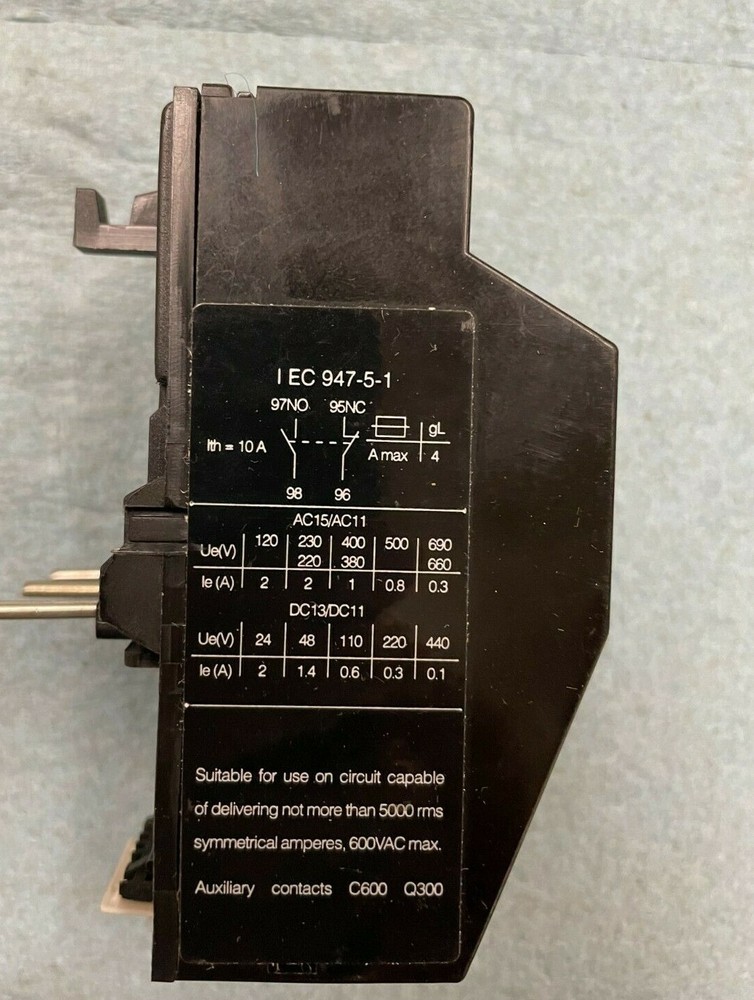 I EC 947-5-1
97NO 95NC
Ith = 10 A
gL
A max 4
98 96
AC15/AC11
Ue(V) 120 230 400 500 690
220 380 660
Ie (A) 2 2 1 0.8 0.3
DC13/DC11
Ue(V) 24 48 110 220 440
Ie (A) 2 1.4 0.6 0.3 0.1
Suitable for use on circuit capable
of delivering not more than 5000 rms
symmetrical amperes, 600VAC max.
Auxiliary contacts C600 Q300